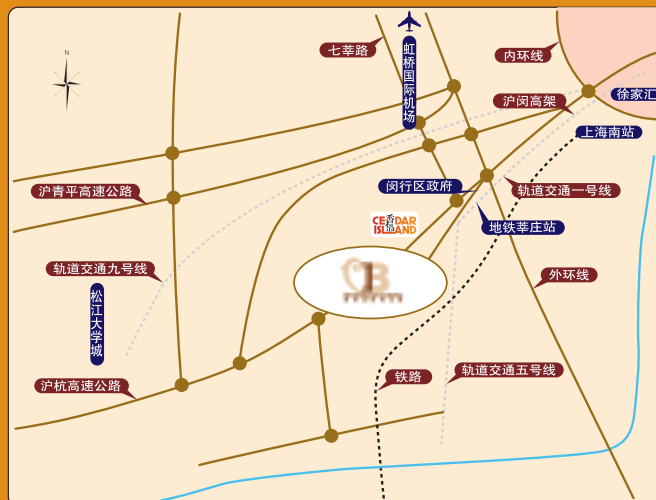 七莘路
虹桥国际机场
内环线
N
沪闵高架
徐家汇
上海南站
沪青平高速公路
闵行区政府
轨道交通一号线
香岛
CEDAR
ISLAND
地铁莘庄站
轨道交通九号线
外环线
B
松江大学城
沪杭高速公路
铁路
轨道交通五号线